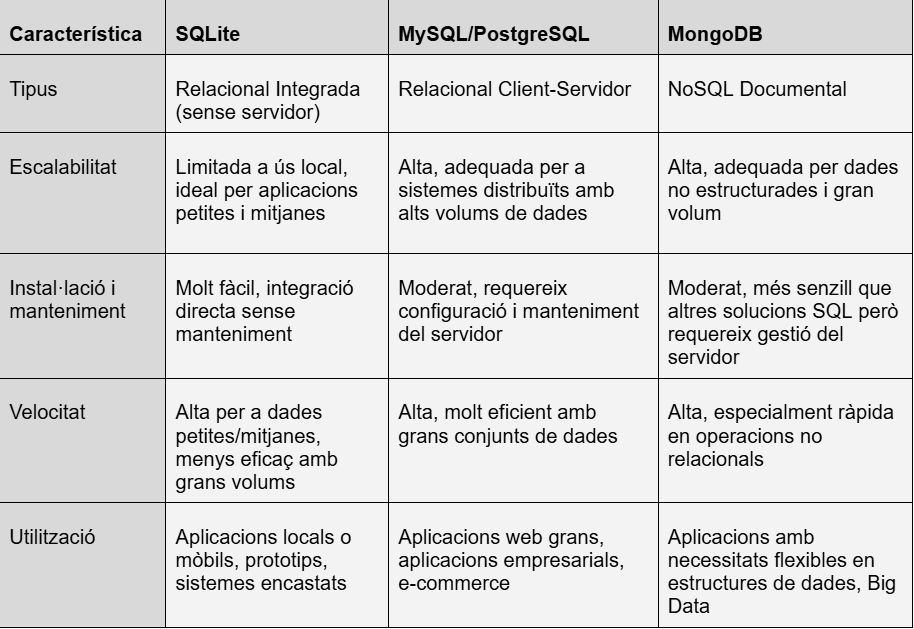 Característica
SQLite
MySQL/PostgreSQL
MongoDB
Tipus
Relacional Integrada
(sense servidor)
Relacional Client-Servidor
NoSQL Documental
Escalabilitat
Limitada a ús local,
ideal per aplicacions
petites i mitjanes
Alta, adequada per a
sistemes distribuïts amb
alts volums de dades
Alta, adequada per dades
no estructurades i gran
volum
Instal·lació i
manteniment
Molt fàcil, integració
directa sense
manteniment
Moderat, requereix
configuració i manteniment
del servidor
Moderat, més senzill que
altres solucions SQL però
requereix gestió del
servidor
Velocitat
Alta per a dades
petites/mitjanes,
menys eficaç amb
grans volums
Alta, molt eficient amb
grans conjunts de dades
Alta, especialment ràpida
en operacions no
relacionals
Utilització
Aplicacions locals o
mòbils, prototips,
sistemes encastats
Aplicacions web grans,
aplicacions empresarials,
e-commerce
Aplicacions amb
necessitats flexibles en
estructures de dades, Big
Data